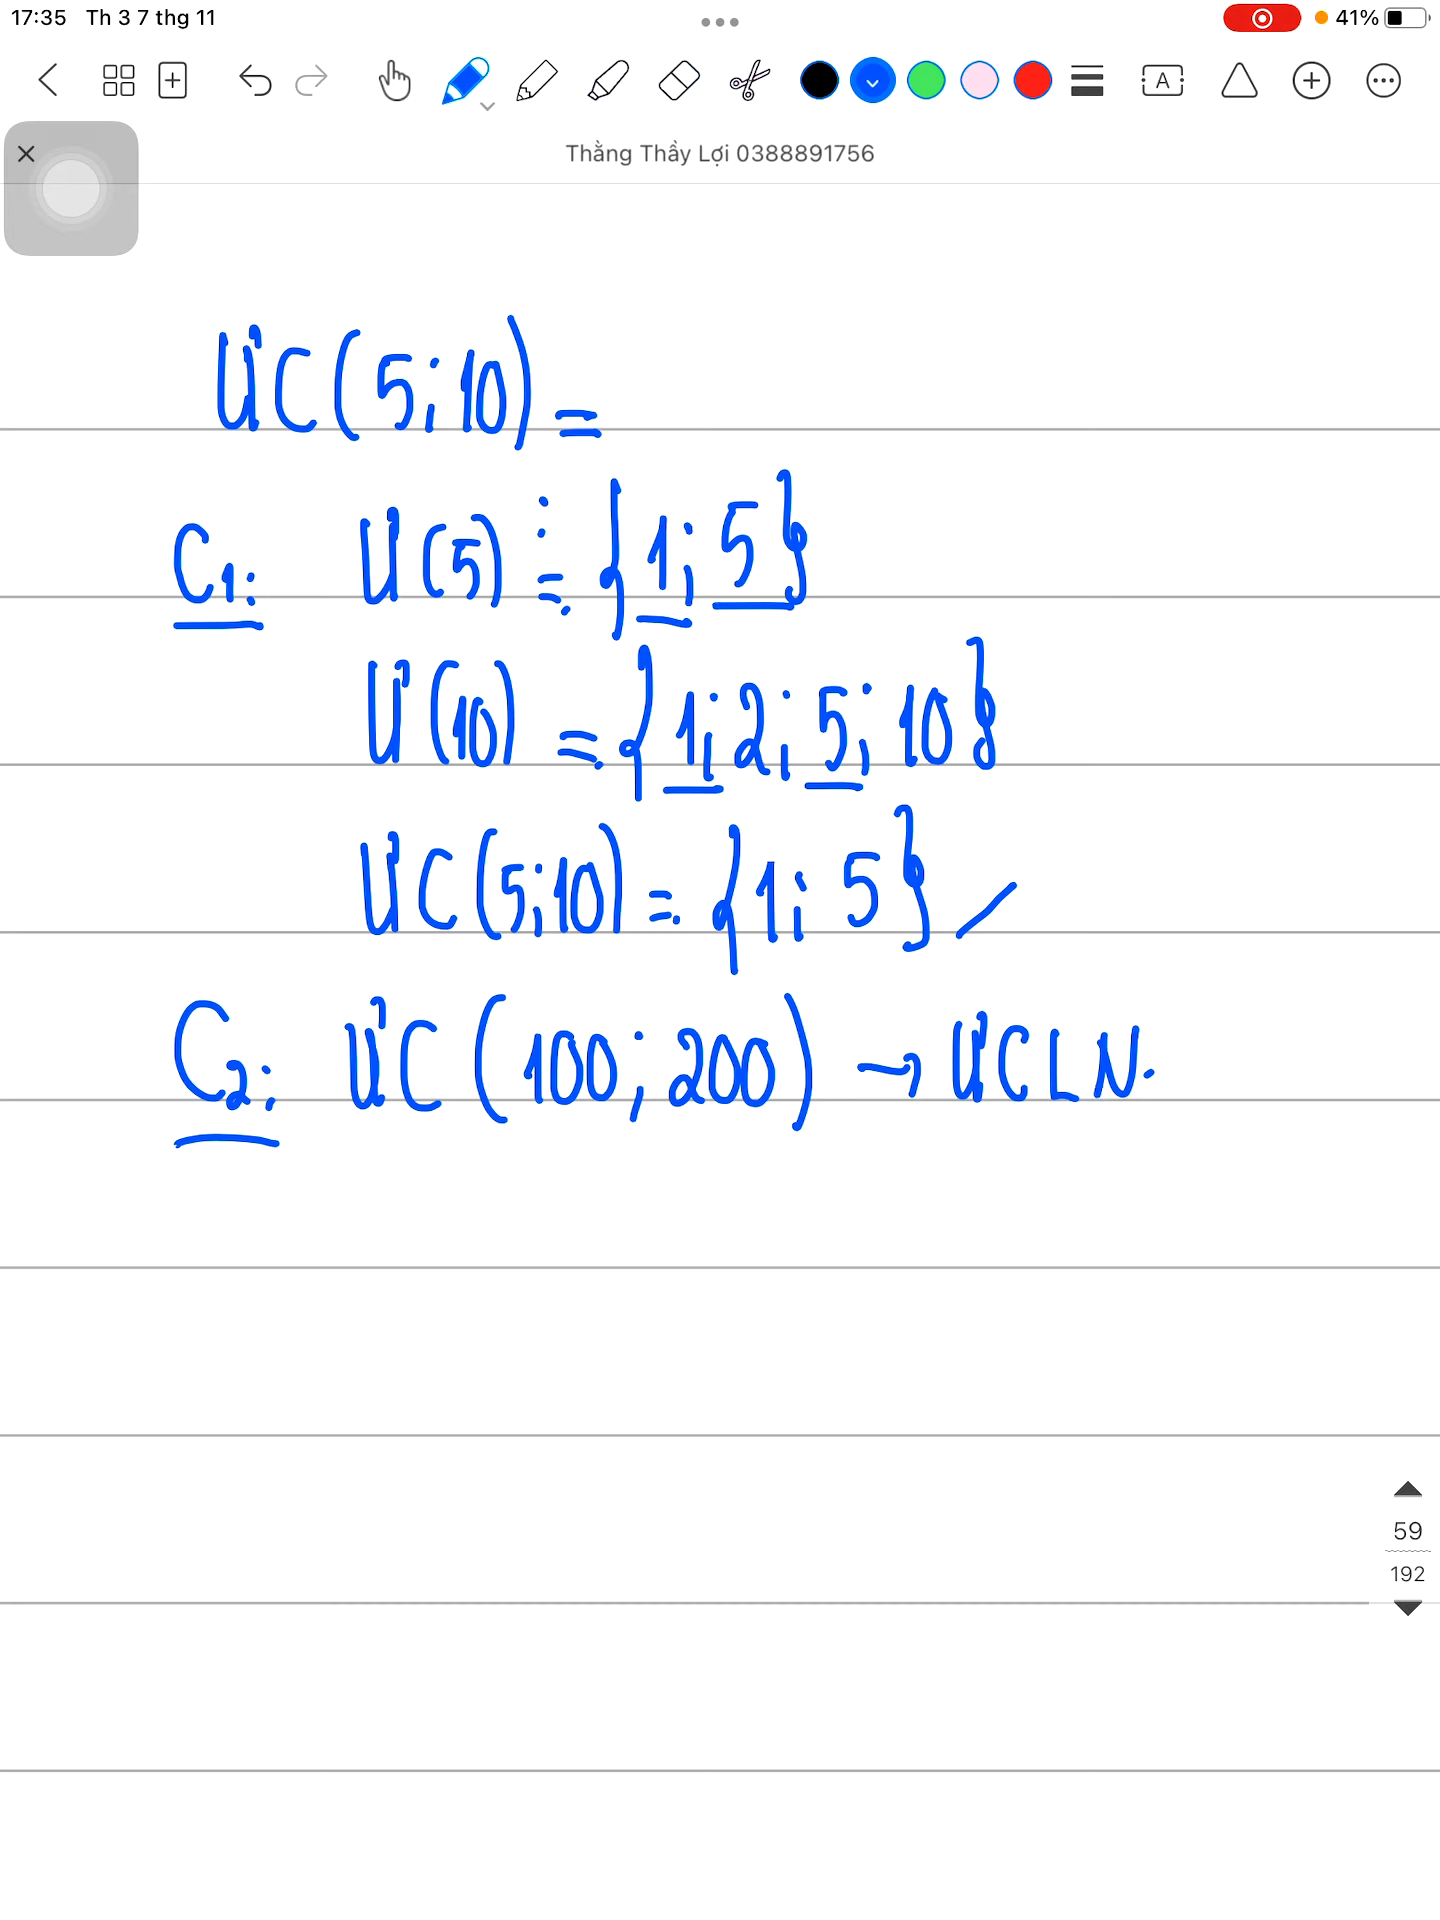 17:35 Th 3 7 thg 11 41%
A
Thằng Thầy Lợi 0388891756
ƯC(5;10)=
C1: Ư(5) = {1; 5}
Ư(10) = {1; 2; 5; 10}
ƯC(5;10) = {1; 5}
C2: ƯC(100; 200) → ƯCLN.
59
192